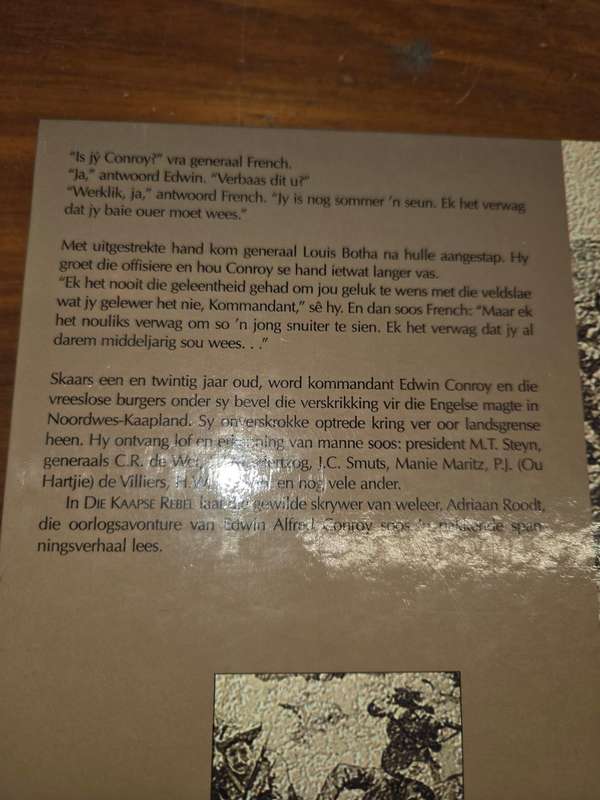 “Is jý Conroy?” vra generaal French.
“Ja,” antwoord Edwin. “Verbaas dit u?”
“Werklik, ja,” antwoord French. “Jy is nog sommer ’n seun. Ek het verwag
dat jy baie ouer moet wees.”
Met uitgestrekte hand kom generaal Louis Botha na hulle aangestap. Hy
groet die offisiere en hou Conroy se hand ietwat langer vas.
“Ek het nooit die geleentheid gehad om jou geluk te wens met die veldslae
wat jy gelewer het nie, Kommandant,” sê hy. En dan soos French: “Maar ek
het nouliks verwag om so ’n jong snuiter te sien. Ek het verwag dat jy al
darem middeljarig sou wees. . .”
Skaars een en twintig jaar oud, word kommandant Edwin Conroy en die
vreeslose burgers onder sy bevel die verskrikking vir die Engelse magte in
Noordwes-Kaapland. Sy onverskrokke optrede kring ver oor landsgrense
heen. Hy ontvang lof en erkenning van manne soos: president M.T. Steyn,
generaals C.R. de Wet, Hertzog, J.C. Smuts, Manie Maritz, P.J. (Ou
Hartjie) de Villiers, en nog vele ander.
In DIE KAAPSE REBEL laat die gewilde skrywer van weleer, Adriaan Roodt,
die oorlogsavonture van Edwin Alfred Conroy soos ’n pakkende span-
ningsverhaal lees.